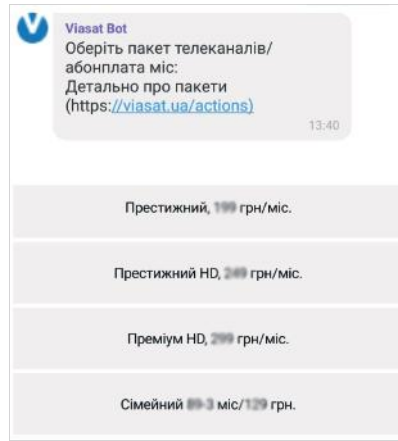 Viasat Bot
Оберіть пакет телеканалів/
абонплата міс:
Детально про пакети
(https://viasat.ua/actions)
13:40
Престижний, грн/міс.
Престижний HD, грн/міс.
Преміум HD, грн/міс.
Сімейний міс/ грн.